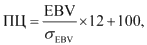 ПЦ = EBV / σ_EBV × 12 + 100,